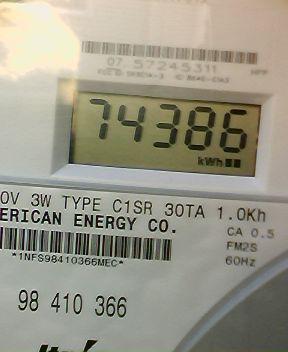 07 57245311
74386
kWh
0V 3W TYPE C1SR 30TA 1.0Kh
ERICAN ENERGY CO.
CA 0.5
FM2S
*1NFS98410366MEC*
60Hz
98 410 366